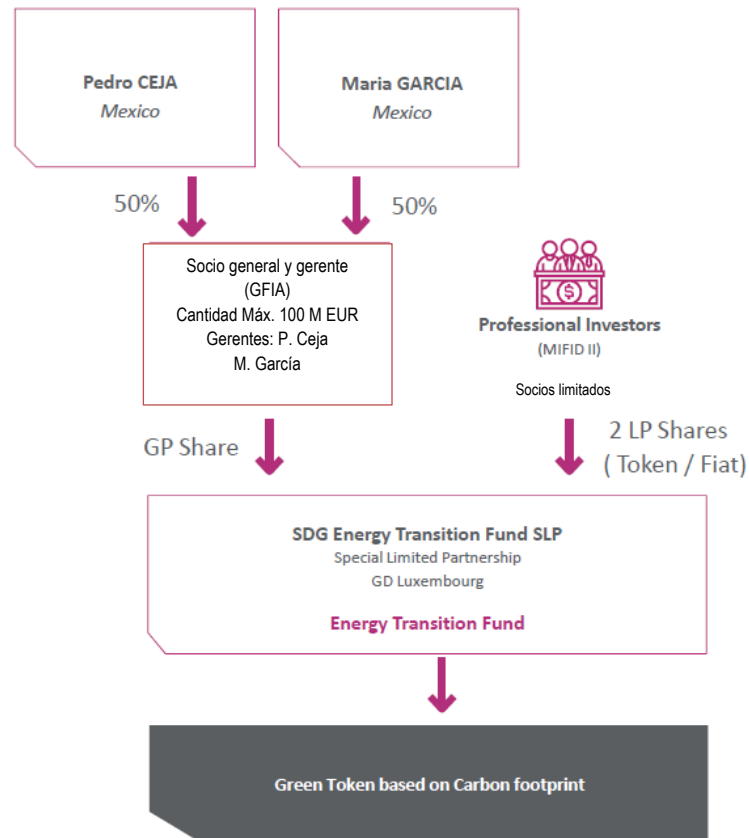 Pedro CEJA
Mexico
Maria GARCIA
Mexico
50%
50%
Socio general y gerente
(GFIA)
Cantidad Máx. 100 M EUR
Gerentes: P. Ceja
M. García
$
Professional Investors
(MIFID II)
Socios limitados
GP Share
2 LP Shares
( Token / Fiat)
SDG Energy Transition Fund SLP
Special Limited Partnership
GD Luxembourg
Energy Transition Fund
Green Token based on Carbon footprint